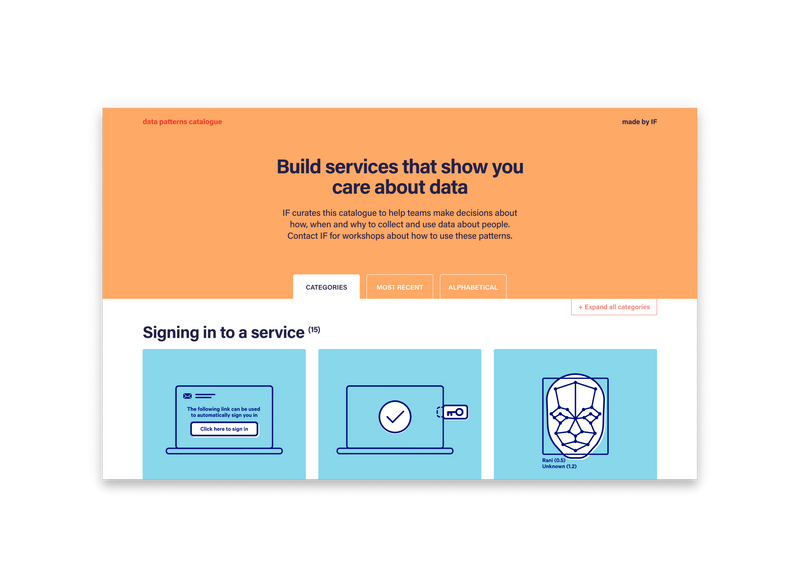 data patterns catalogue
made by IF
Build services that show you
care about data
IF curates this catalogue to help teams make decisions about
how, when and why to collect and use data about people.
Contact IF for workshops about how to use these patterns.
CATEGORIES
MOST RECENT
ALPHABETICAL
+ Expand all categories
Signing in to a service (15)
The following link can be used
to automatically sign you in
Click here to sign in
Rani (0.5)
Unknown (1.2)